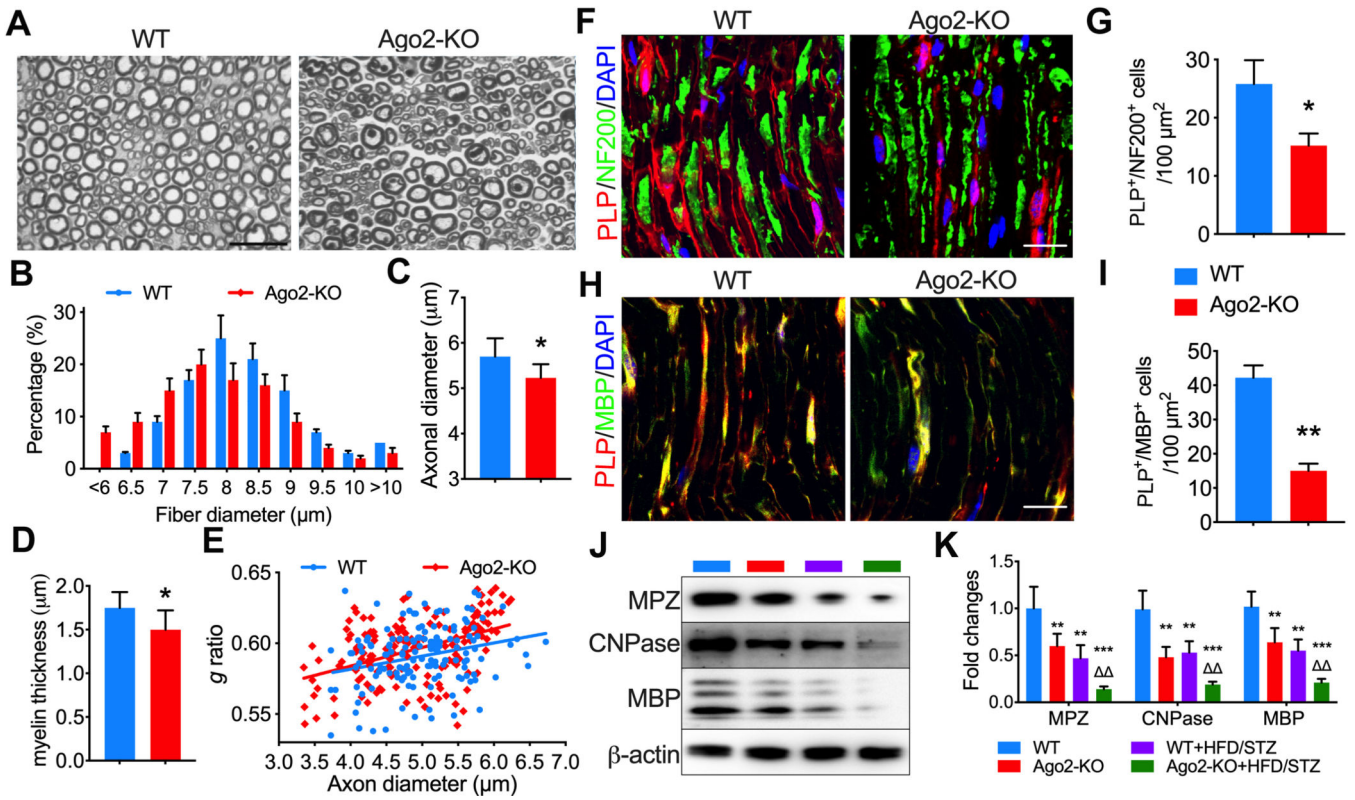 A
WT
Ago2-KO
B
WT
Ago2-KO
Percentage (%)
30
20
10
0
<6 6.5 7 7.5 8 8.5 9 9.5 10 >10
Fiber diameter (µm)
C
Axonal diameter (µm)
7
6
5
4
3
*
D
myelin thickness (µm)
2.0
1.5
1.0
0.5
0.0
*
E
WT
Ago2-KO
g ratio
0.65
0.60
0.55
3.0 3.5 4.0 4.5 5.0 5.5 6.0 6.5 7.0
Axon diameter (µm)
F
WT
Ago2-KO
PLP/NF200/DAPI
G
PLP⁺/NF200⁺ cells
/100 µm²
30
20
10
0
*
H
WT
Ago2-KO
PLP/MBP/DAPI
I
WT
Ago2-KO
PLP⁺/MBP⁺ cells
/100 µm²
50
40
30
20
10
0
**
J
MPZ
CNPase
MBP
β-actin
K
Fold changes
1.5
1.0
0.5
0.0
** ** *** ΔΔ
** ** *** ΔΔ
** ** *** ΔΔ
MPZ CNPase MBP
WT
Ago2-KO
WT+HFD/STZ
Ago2-KO+HFD/STZ